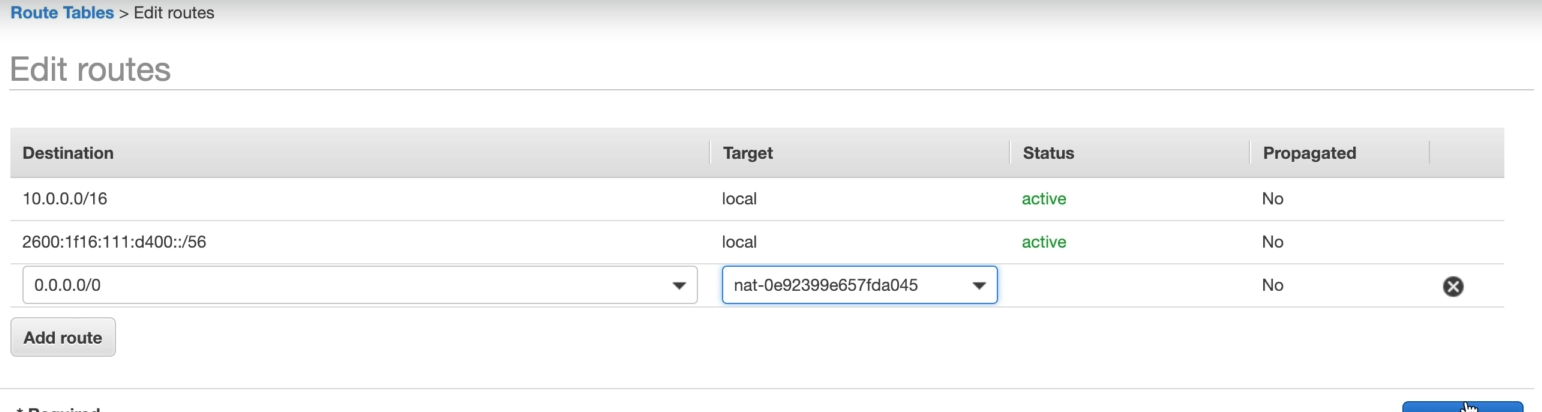 Route Tables > Edit routes
Edit routes
Destination Target Status Propagated
10.0.0.0/16 local active No
2600:1f16:111:d400::/56 local active No
0.0.0.0/0 nat-0e92399e657fda045 No
Add route
* Required